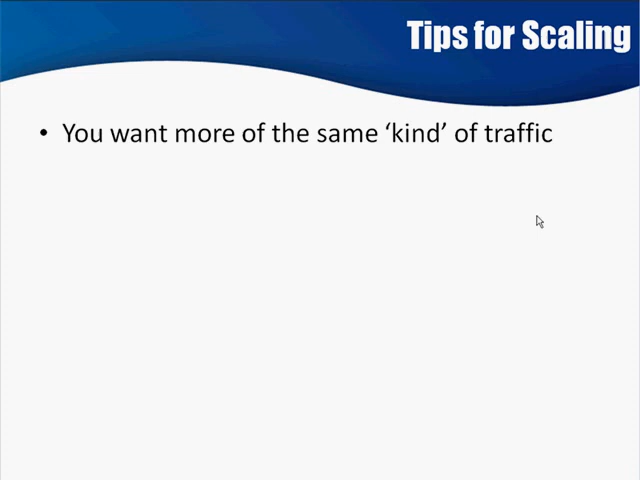 Tips for Scaling
• You want more of the same ‘kind’ of traffic